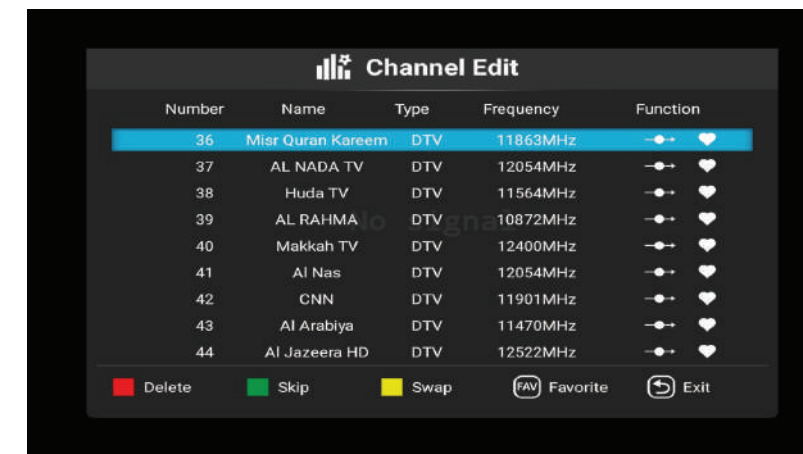 Channel Edit
Number Name Type Frequency Function
36 Misr Quran Kareem DTV 11863MHz
37 AL NADA TV DTV 12054MHz
38 Huda TV DTV 11564MHz
39 AL RAHMA DTV 10872MHz
No signal
40 Makkah TV DTV 12400MHz
41 Al Nas DTV 12054MHz
42 CNN DTV 11901MHz
43 Al Arabiya DTV 11470MHz
44 Al Jazeera HD DTV 12522MHz
Delete Skip Swap FAV Favorite Exit